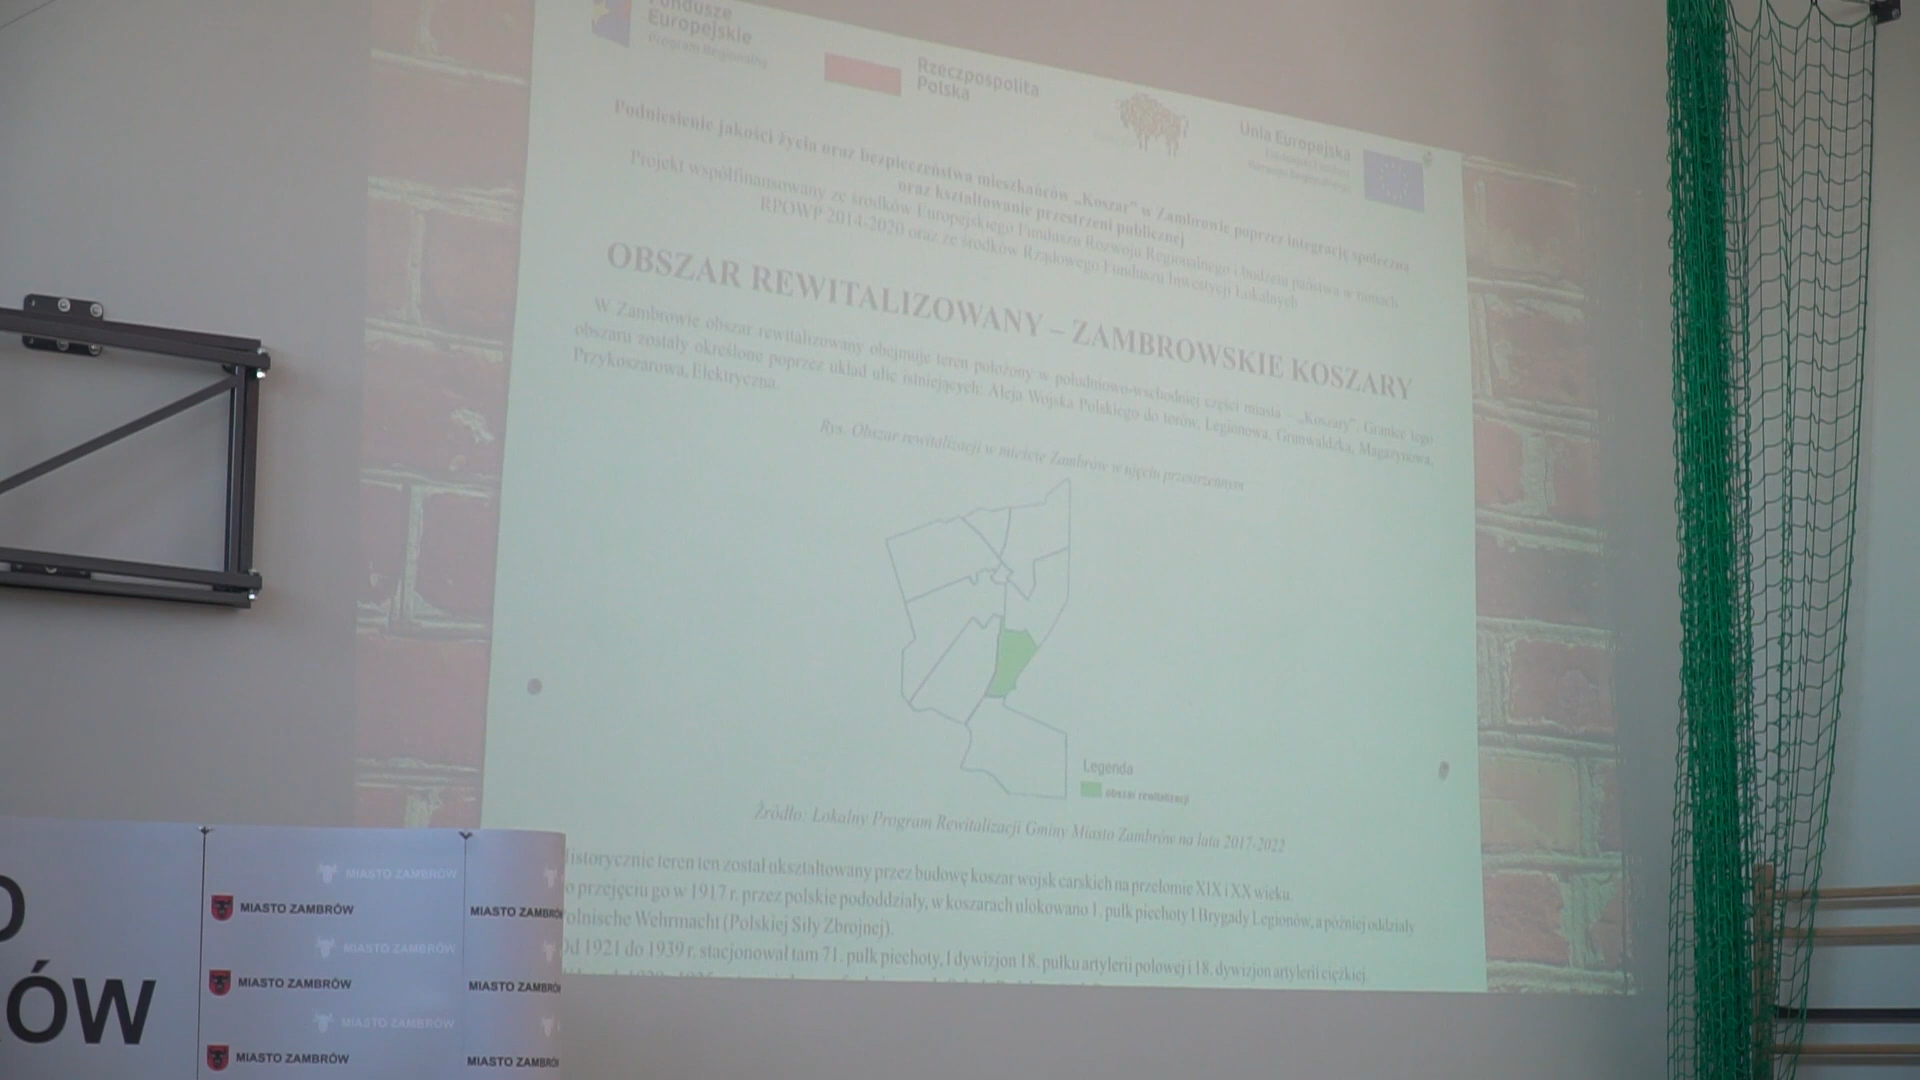 Fundusze
Europejskie
Program Regionalny
Rzeczpospolita
Polska
Unia Europejska
Podniesienie jakości życia oraz bezpieczeństwa mieszkańców „Koszar” w Zambrowie poprzez integrację społeczną
oraz kształtowanie przestrzeni publicznej
Projekt współfinansowany ze środków Europejskiego Funduszu Rozwoju Regionalnego i budżetu państwa w ramach
RPOWP 2014-2020 oraz ze środków Rządowego Funduszu Inwestycji Lokalnych
OBSZAR REWITALIZOWANY – ZAMBROWSKIE KOSZARY
W Zambrowie obszar rewitalizowany obejmuje teren położony w południowo-wschodniej części miasta – „Koszary”. Granice tego
obszaru zostały określone poprzez układ ulic istniejących: Aleja Wojska Polskiego do torów, Legionowa, Grunwaldzka, Magazynowa,
Przykoszarowa, Elektryczna.
Rys. Obszar rewitalizacji w mieście Zambrów w ujęciu przestrzennym
Legenda
obszar rewitalizacji
Źródło: Lokalny Program Rewitalizacji Gminy Miasto Zambrów na lata 2017-2022
Historycznie teren ten został ukształtowany przez budowę koszar wojsk carskich na przełomie XIX i XX wieku.
o przejęciu go w 1917 r. przez polskie pododdziały, w koszarach ulokowano 1. pułk piechoty I Brygady Legionów, a później oddziały
olnische Wehrmacht (Polskiej Siły Zbrojnej).
Od 1921 do 1939 r. stacjonował tam 71. pułk piechoty, I dywizjon 18. pułku artylerii polowej i 18. dywizjon artylerii ciężkiej.
O
ÓW
MIASTO ZAMBRÓW
MIASTO ZAMBRÓW
MIASTO ZAMBRÓ
MIASTO ZAMBRÓW
MIASTO ZAMBRÓW
MIASTO ZAMBRÓ
MIASTO ZAMBRÓW
MIASTO ZAMBRÓW
MIASTO ZAMBRÓ